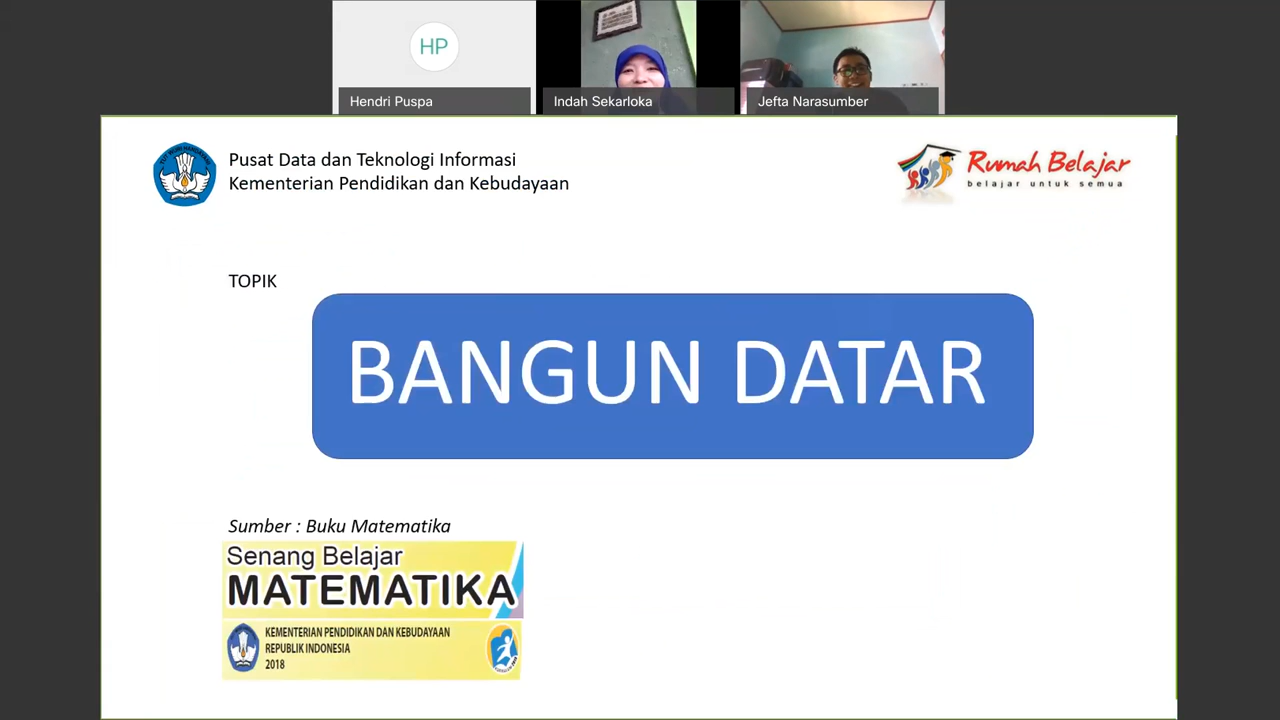 HP
Hendri Puspa
Indah Sekarloka
Jefta Narasumber
Pusat Data dan Teknologi Informasi
Kementerian Pendidikan dan Kebudayaan
Rumah Belajar
belajar untuk semua
TOPIK
BANGUN DATAR
Sumber : Buku Matematika
Senang Belajar
MATEMATIKA
KEMENTERIAN PENDIDIKAN DAN KEBUDAYAAN
REPUBLIK INDONESIA
2018